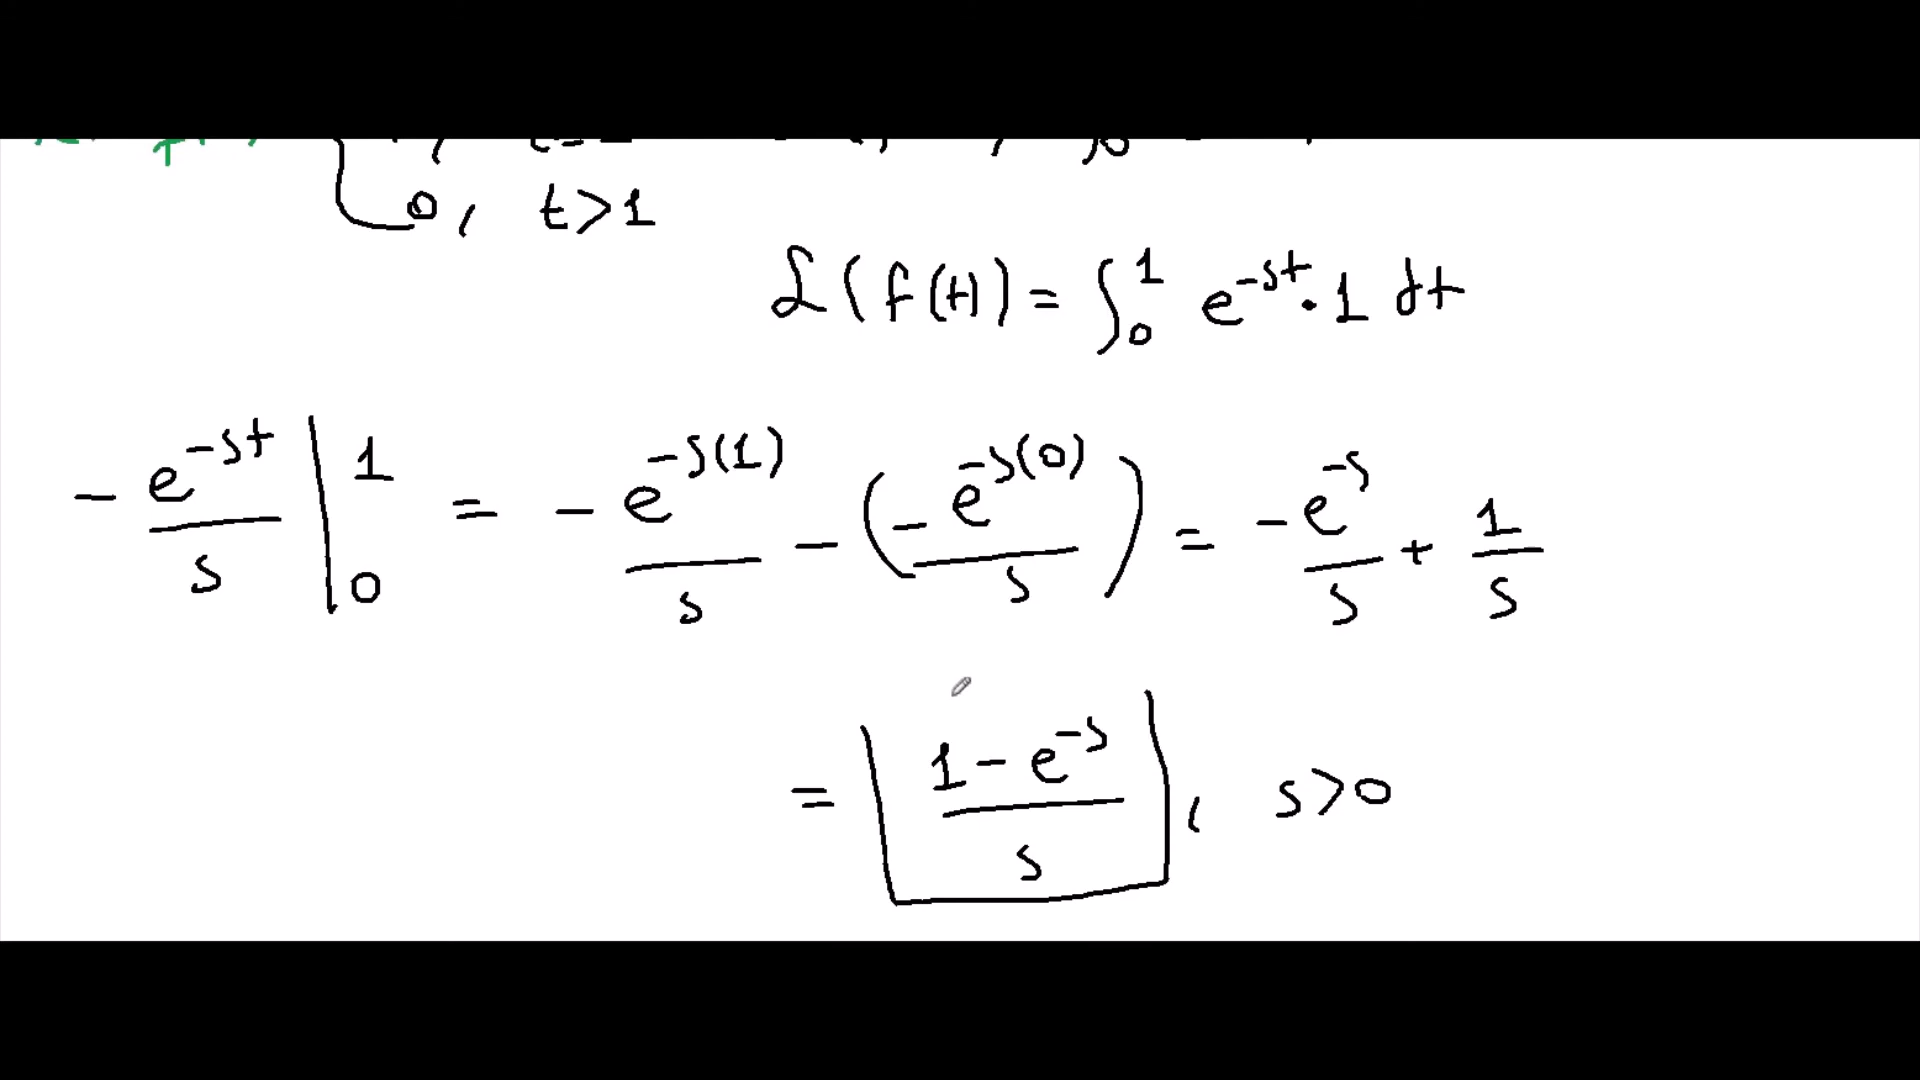 0, t>1
ℒ(f(t)) = ∫₀¹ e^{-st}·1 dt
-e^{-st}/s |₀¹ = -e^{-s(1)}/s - (-e^{-s(0)}/s) = -e^{-s}/s + 1/s
= 1-e^{-s}/s, s>0